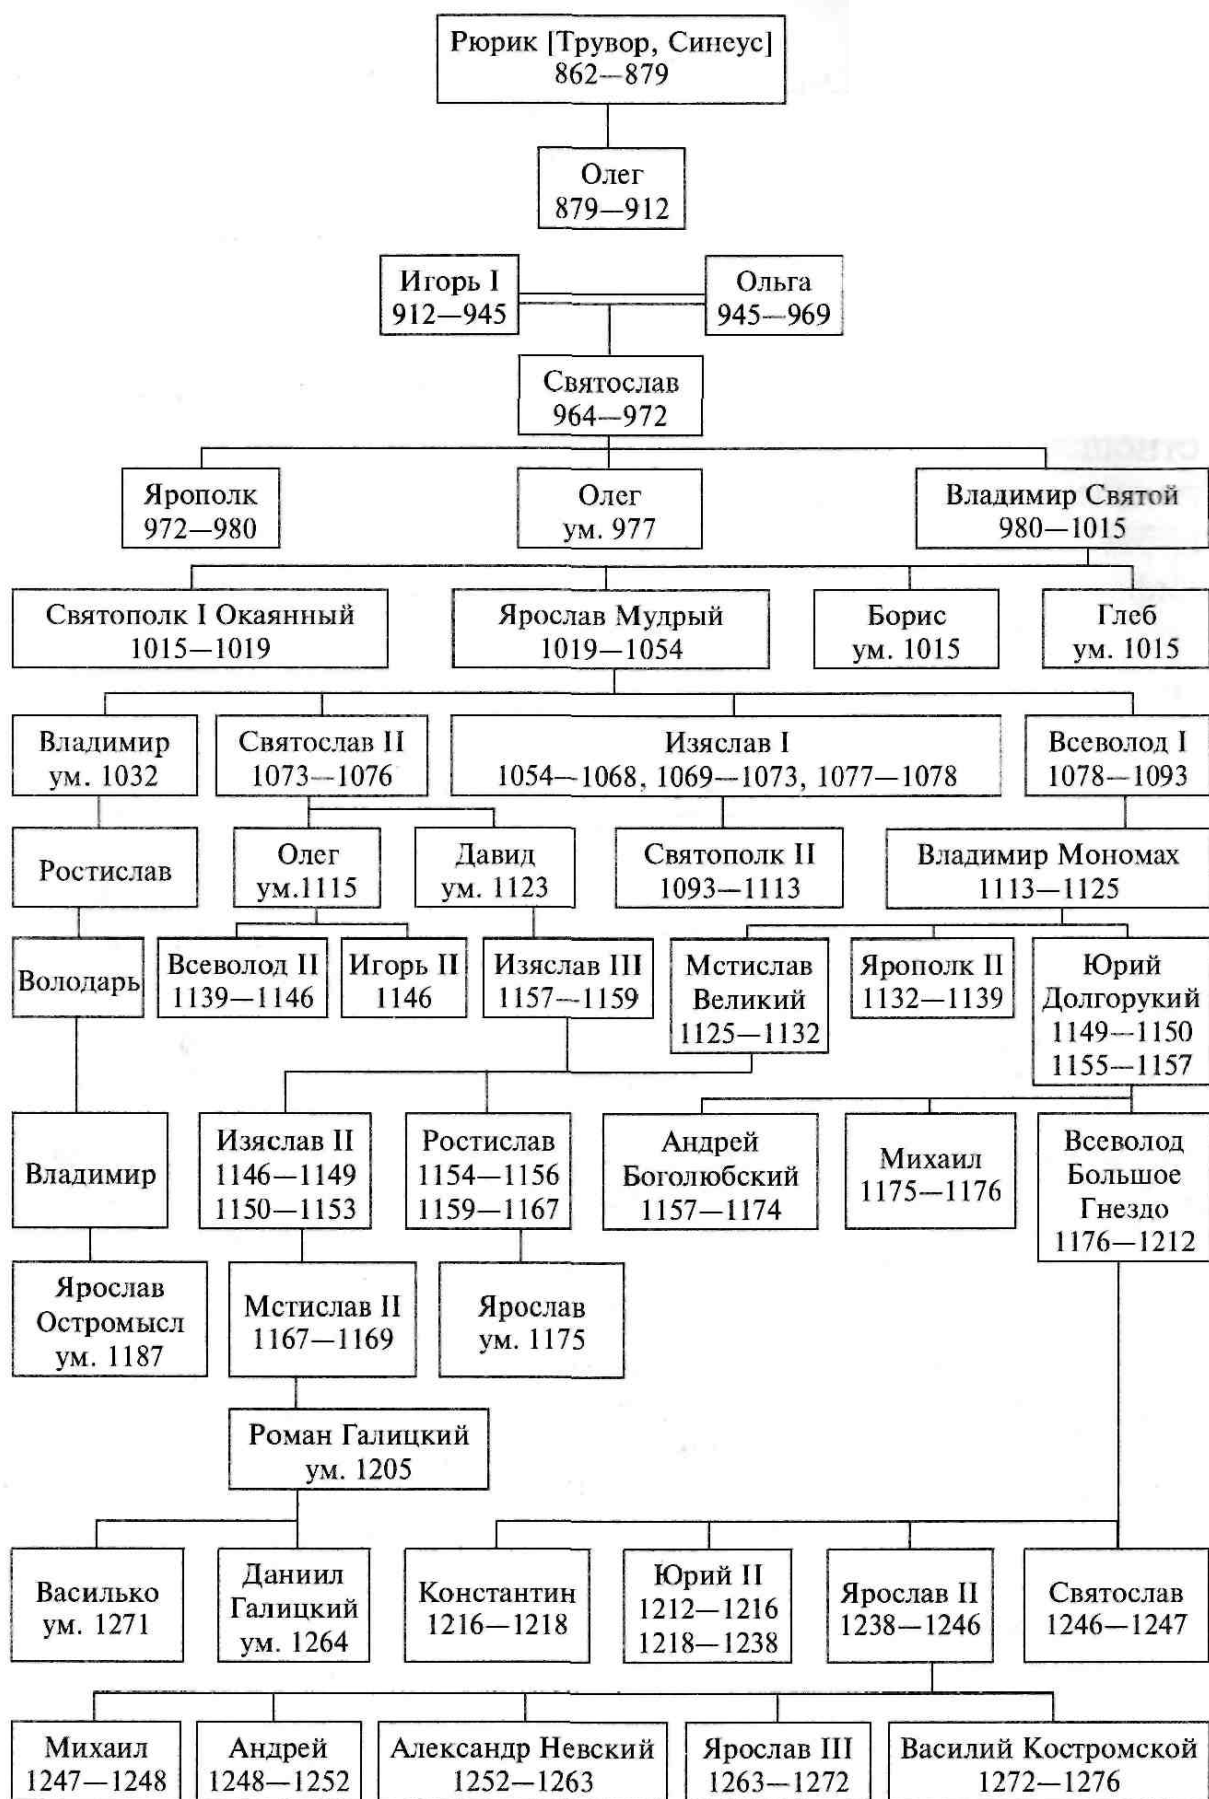 Рюрик [Трувор, Синеус]
862—879
Олег
879—912
Игорь I
912—945
Ольга
945—969
Святослав
964—972
Ярополк
972—980
Олег
ум. 977
Владимир Святой
980—1015
Святополк I Окаянный
1015—1019
Ярослав Мудрый
1019—1054
Борис
ум. 1015
Глеб
ум. 1015
Владимир
ум. 1032
Святослав II
1073—1076
Изяслав I
1054—1068, 1069—1073, 1077—1078
Всеволод I
1078—1093
Ростислав
Олег
ум.1115
Давид
ум. 1123
Святополк II
1093—1113
Владимир Мономах
1113—1125
Володарь
Всеволод II
1139—1146
Игорь II
1146
Изяслав III
1157—1159
Мстислав
Великий
1125—1132
Ярополк II
1132—1139
Юрий
Долгорукий
1149—1150
1155—1157
Владимир
Изяслав II
1146—1149
1150—1153
Ростислав
1154—1156
1159—1167
Андрей
Боголюбский
1157—1174
Михаил
1175—1176
Всеволод
Большое
Гнездо
1176—1212
Ярослав
Остромысл
ум. 1187
Мстислав II
1167—1169
Ярослав
ум. 1175
Роман Галицкий
ум. 1205
Василько
ум. 1271
Даниил
Галицкий
ум. 1264
Константин
1216—1218
Юрий II
1212—1216
1218—1238
Ярослав II
1238—1246
Святослав
1246—1247
Михаил
1247—1248
Андрей
1248—1252
Александр Невский
1252—1263
Ярослав III
1263—1272
Василий Костромской
1272—1276